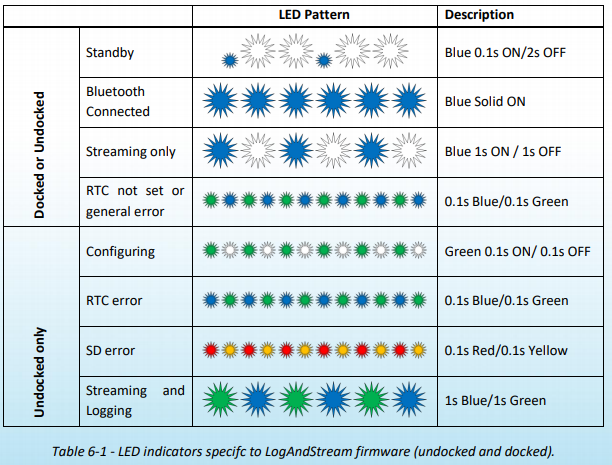 LED Pattern Description
Docked or Undocked
Standby Blue 0.1s ON/2s OFF
Bluetooth
Connected Blue Solid ON
Streaming only Blue 1s ON / 1s OFF
RTC not set or
general error 0.1s Blue/0.1s Green
Undocked only
Configuring Green 0.1s ON/ 0.1s OFF
RTC error 0.1s Blue/0.1s Green
SD error 0.1s Red/0.1s Yellow
Streaming and
Logging 1s Blue/1s Green
Table 6-1 - LED indicators specifc to LogAndStream firmware (undocked and docked).